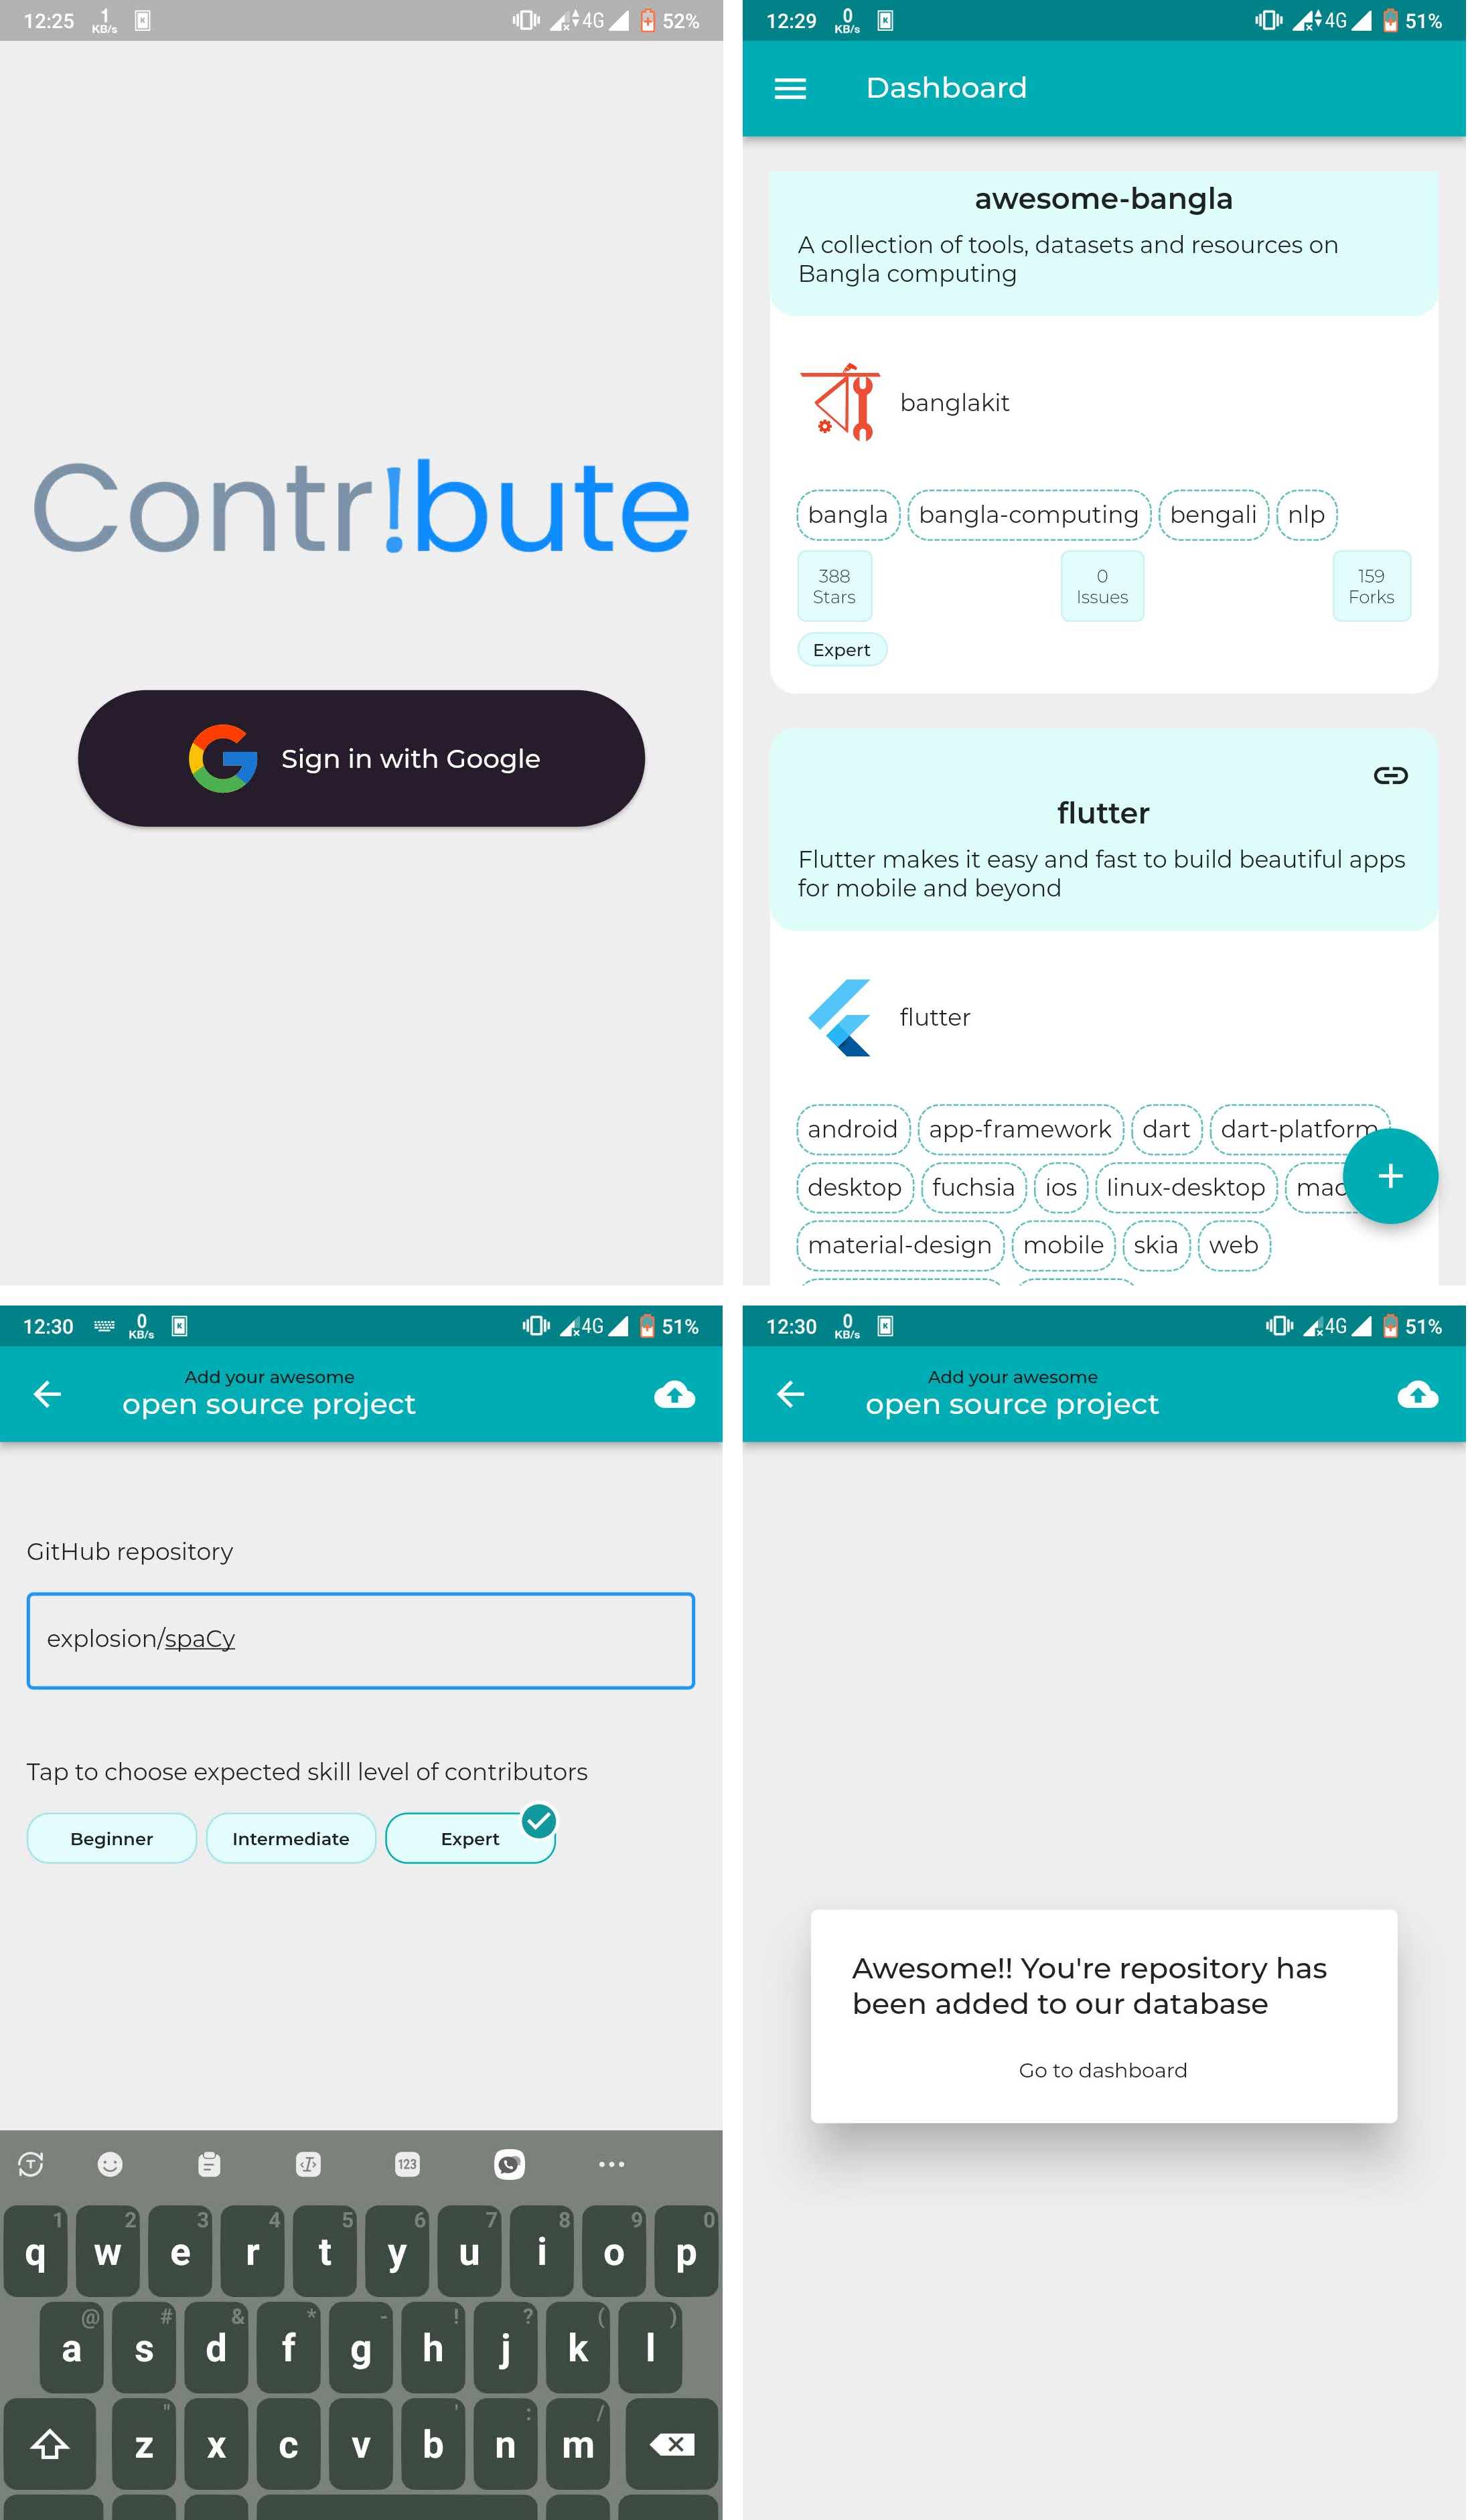 12:25 1 KB/s 4G 52%
Contr!bute
Sign in with Google
12:29 0 KB/s 4G 51%
Dashboard
awesome-bangla
A collection of tools, datasets and resources on
Bangla computing
banglakit
bangla bangla-computing bengali nlp
388 0 159
Stars Issues Forks
Expert
flutter
Flutter makes it easy and fast to build beautiful apps
for mobile and beyond
flutter
android app-framework dart dart-platform
desktop fuchsia ios linux-desktop
material-design mobile skia web
12:30 0 KB/s 4G 51%
Add your awesome
open source project
GitHub repository
explosion/spaCy
Tap to choose expected skill level of contributors
Beginner Intermediate Expert
123
1 2 3 4 5 6 7 8 9 0
q w e r t y u i o p
@ # & * - ! ? ( )
a s d f g h j k l
" ' : /
z x c v b n m
12:30 0 KB/s 4G 51%
Add your awesome
open source project
Awesome!! You're repository has
been added to our database
Go to dashboard